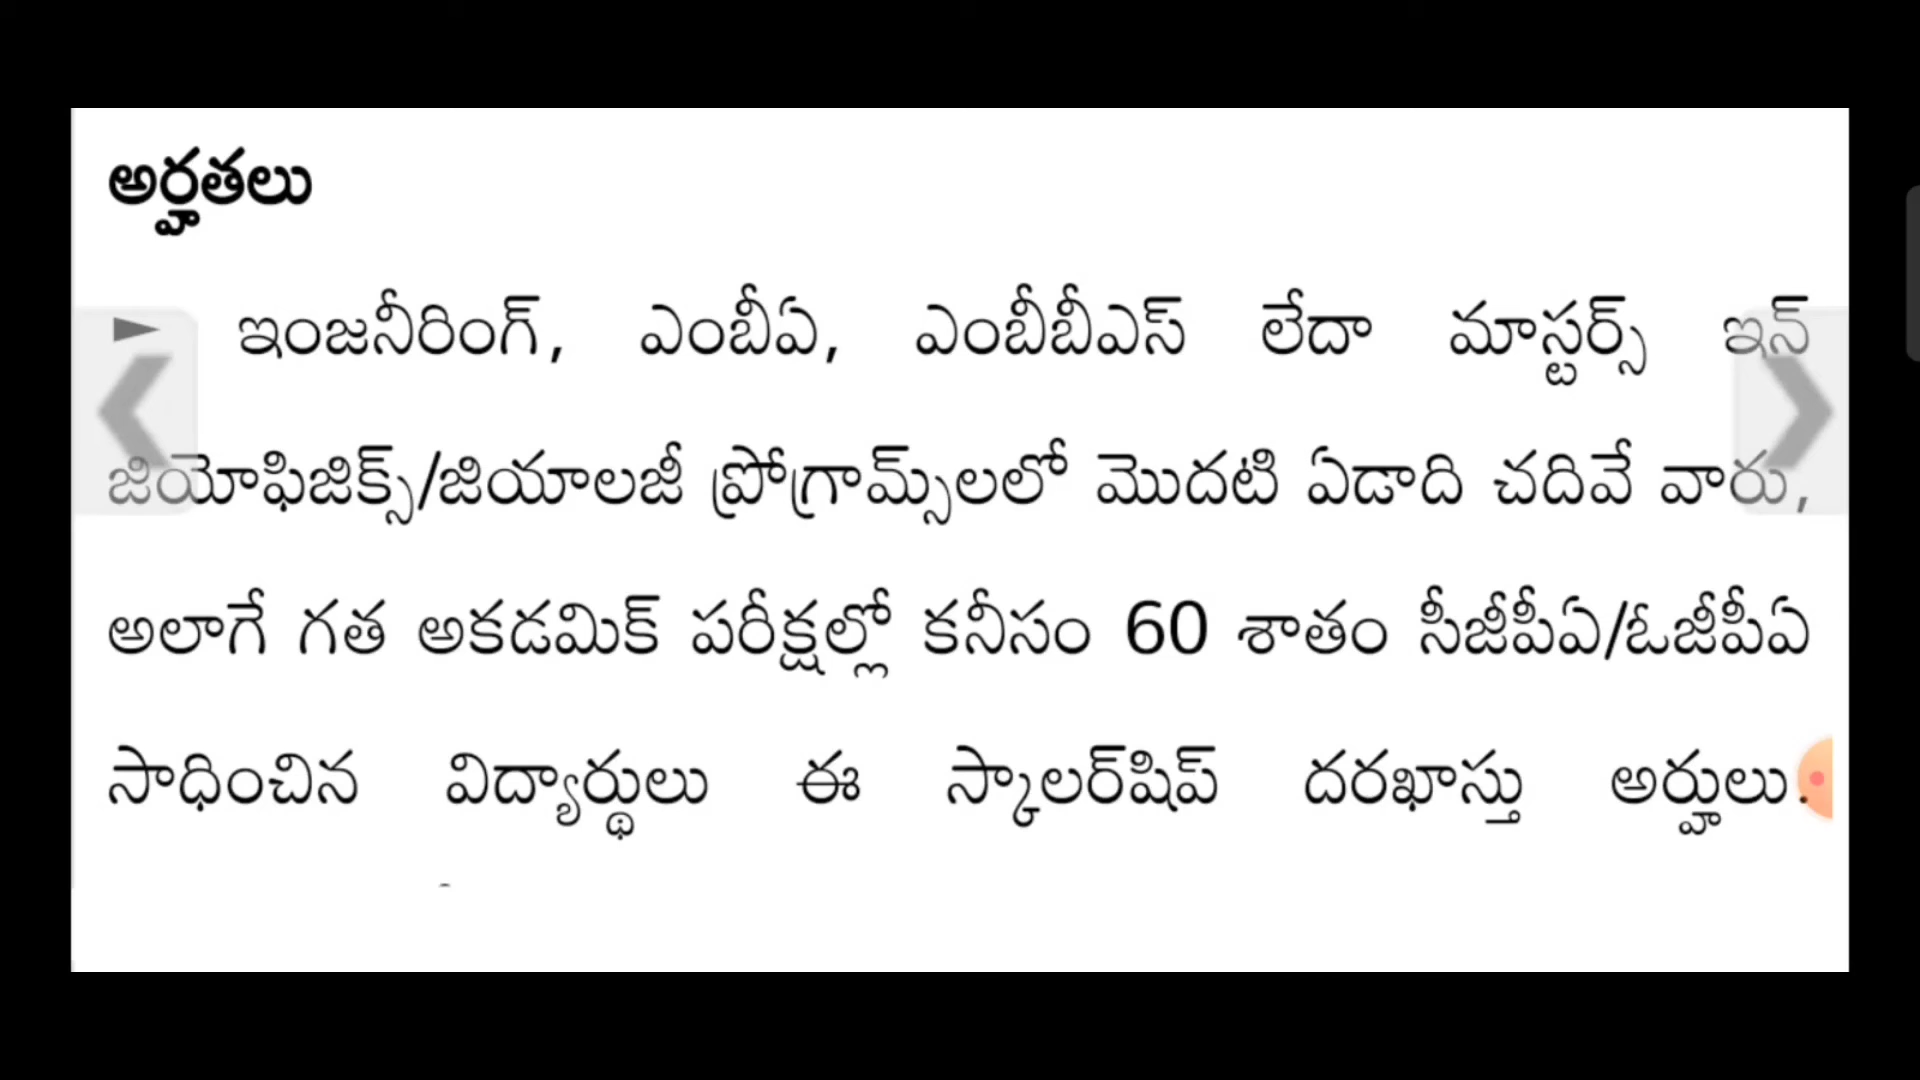 అర్హతలు
ఇంజనీరింగ్, ఎంబీఏ, ఎంబీబీఎస్ లేదా మాస్టర్స్ ఇన్
జియోఫిజిక్స్/జియాలజీ ప్రోగ్రామ్స్‌లలో మొదటి ఏడాది చదివే వారు,
అలాగే గత అకడమిక్ పరీక్షల్లో కనీసం 60 శాతం సీజీపీఏ/ఓజీపీఏ
సాధించిన విద్యార్థులు ఈ స్కాలర్‌షిప్ దరఖాస్తు అర్హులు.